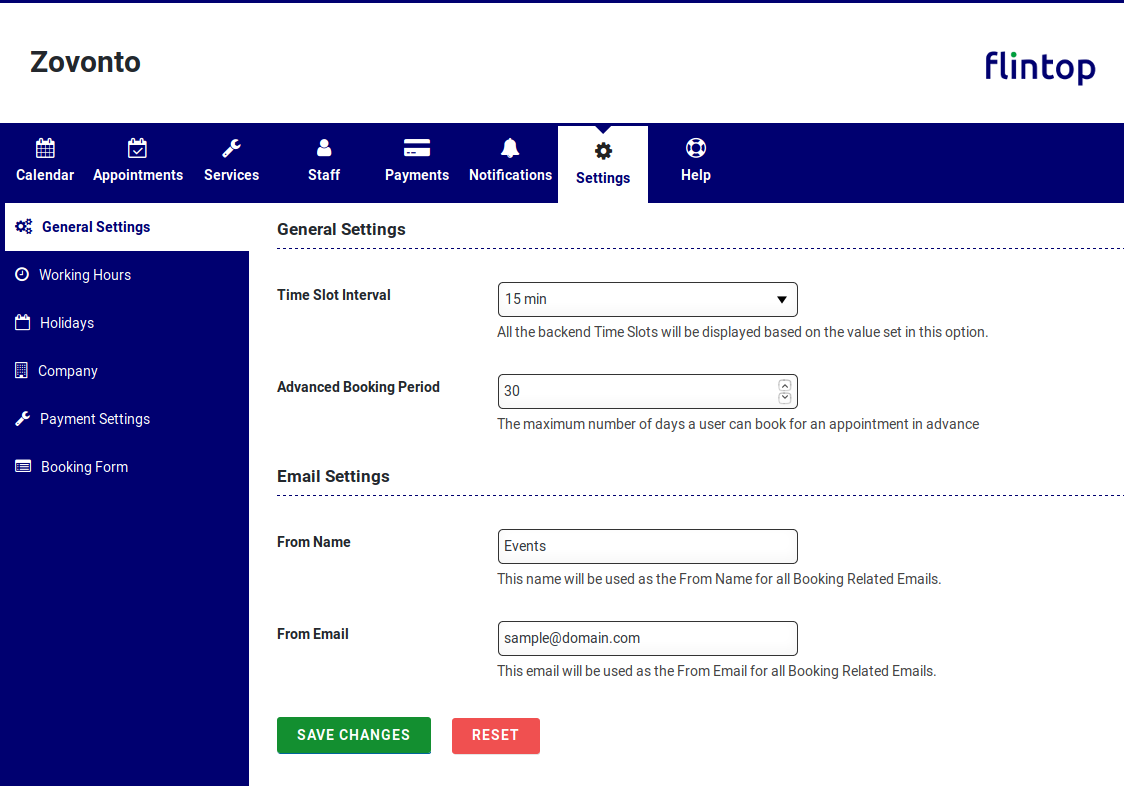 Zovonto
flintop
Calendar Appointments Services Staff Payments Notifications Settings Help
General Settings
Working Hours
Holidays
Company
Payment Settings
Booking Form
General Settings
Time Slot Interval
15 min
All the backend Time Slots will be displayed based on the value set in this option.
Advanced Booking Period
30
The maximum number of days a user can book for an appointment in advance
Email Settings
From Name
Events
This name will be used as the From Name for all Booking Related Emails.
From Email
sample@domain.com
This email will be used as the From Email for all Booking Related Emails.
SAVE CHANGES RESET